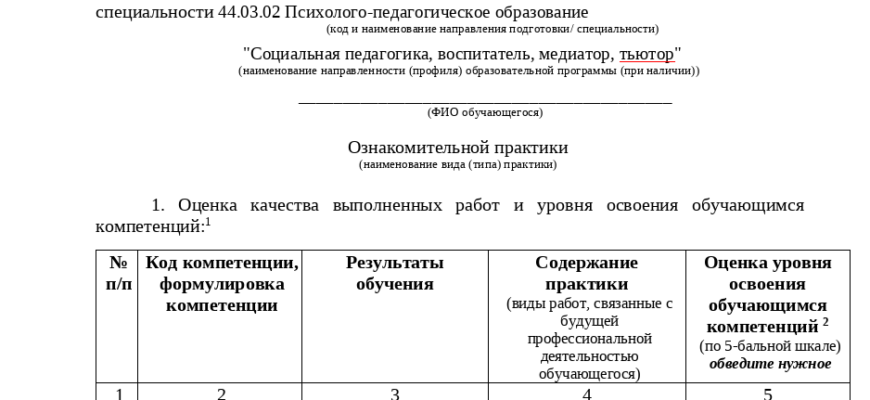 специальности 44.03.02 Психолого-педагогическое образование
(код и наименование направления подготовки/ специальности)
"Социальная педагогика, воспитатель, медиатор, тьютор"
(наименование направленности (профиля) образовательной программы (при наличии))
(ФИО обучающегося)
Ознакомительной практики
(наименование вида (типа) практики)
1. Оценка качества выполненных работ и уровня освоения обучающимся
компетенций:1
№
п/п
Код компетенции,
формулировка
компетенции
Результаты
обучения
Содержание
практики
(виды работ, связанные с
будущей
профессиональной
деятельностью
обучающегося)
Оценка уровня
освоения
обучающимся
компетенций 2
(по 5-бальной шкале)
обведите нужное
1 2 3 4 5